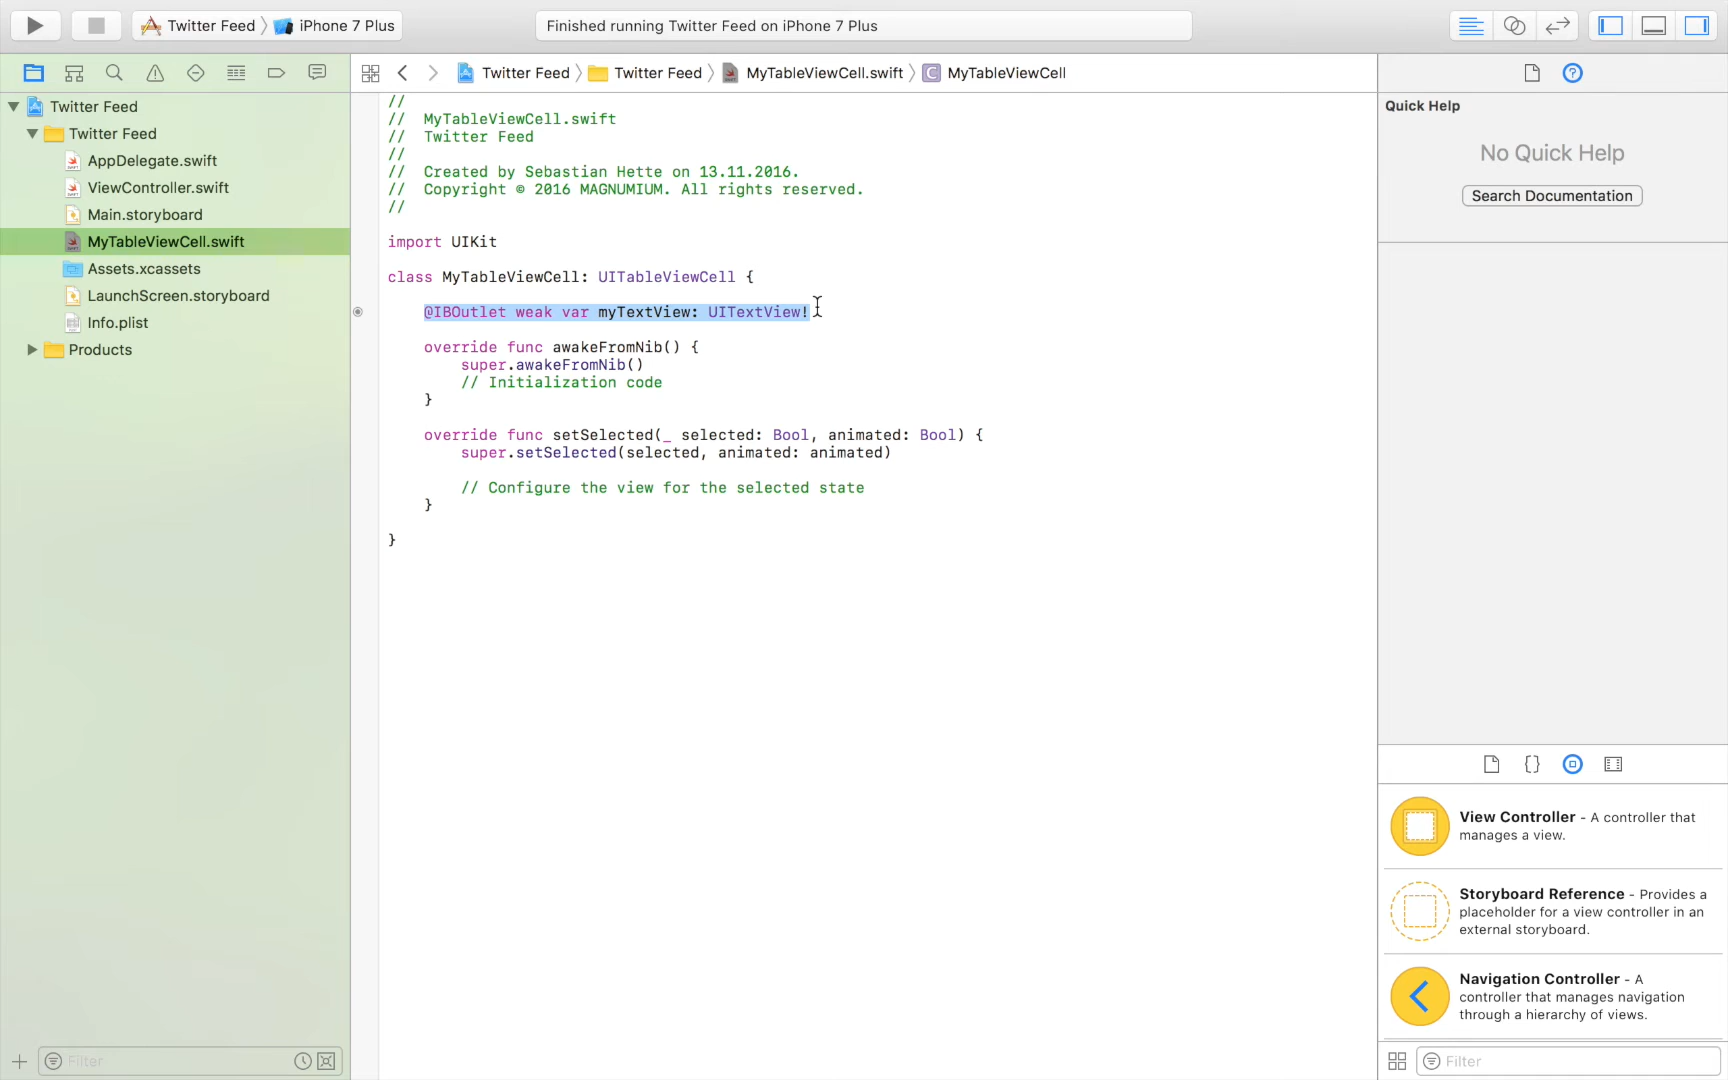 Twitter Feed iPhone 7 Plus
Finished running Twitter Feed on iPhone 7 Plus
Twitter Feed
Twitter Feed
AppDelegate.swift
ViewController.swift
Main.storyboard
MyTableViewCell.swift
Assets.xcassets
LaunchScreen.storyboard
Info.plist
Products
Filter
Twitter Feed Twitter Feed MyTableViewCell.swift C MyTableViewCell
//
// MyTableViewCell.swift
// Twitter Feed
//
// Created by Sebastian Hette on 13.11.2016.
// Copyright © 2016 MAGNUMIUM. All rights reserved.
//
import UIKit
class MyTableViewCell: UITableViewCell {
@IBOutlet weak var myTextView: UITextView!
override func awakeFromNib() {
super.awakeFromNib()
// Initialization code
}
override func setSelected(_ selected: Bool, animated: Bool) {
super.setSelected(selected, animated: animated)
// Configure the view for the selected state
}
}
Quick Help
No Quick Help
Search Documentation
{}
View Controller - A controller that
manages a view.
Storyboard Reference - Provides a
placeholder for a view controller in an
external storyboard.
Navigation Controller - A
controller that manages navigation
through a hierarchy of views.
Filter